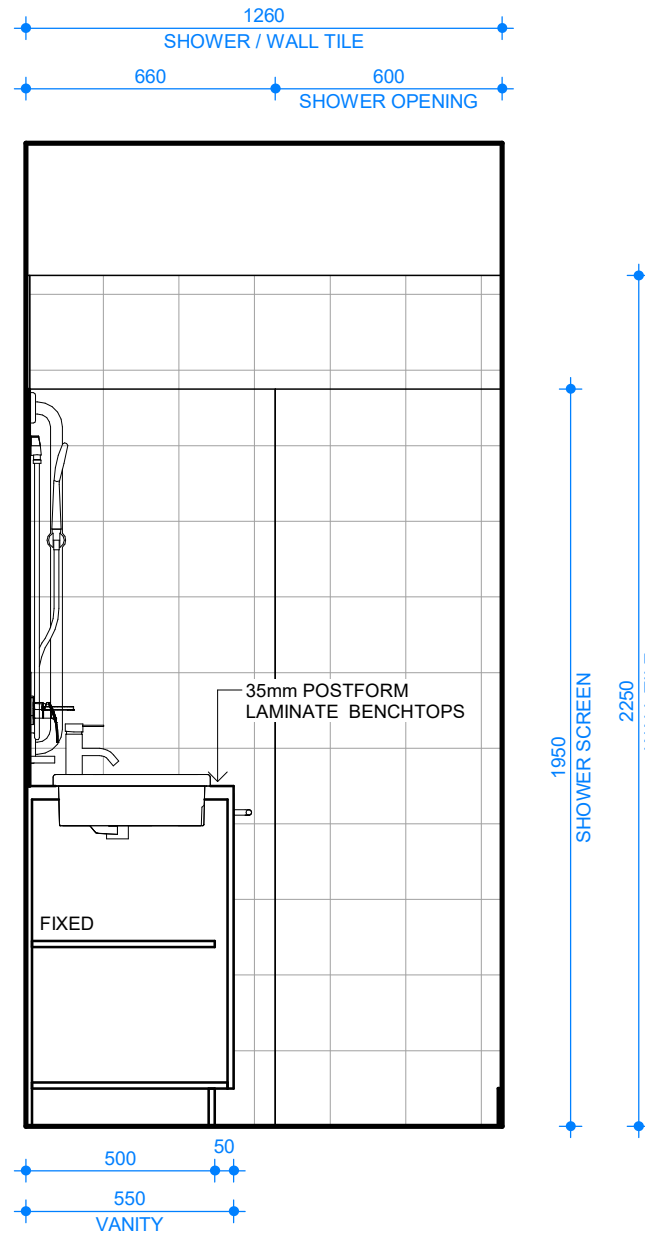 1260
SHOWER / WALL TILE
660
600
SHOWER OPENING
35mm POSTFORM
LAMINATE BENCHTOPS
FIXED
1950
SHOWER SCREEN
2250
500
50
550
VANITY